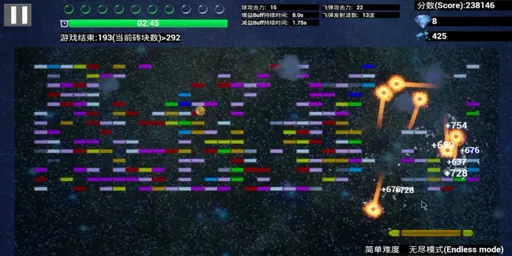 球攻击力: 15
飞弹攻击力: 22
分数(Score):238146
02:45
增益Buff持续时间: 8.0s
飞弹发射波数: 13波
减益Buff持续时间: 1.75s
8
425
游戏结束:193(当前砖块数)>292
+754
+676
+637
+728
+676
+728
简单难度 无尽模式(Endless mode)